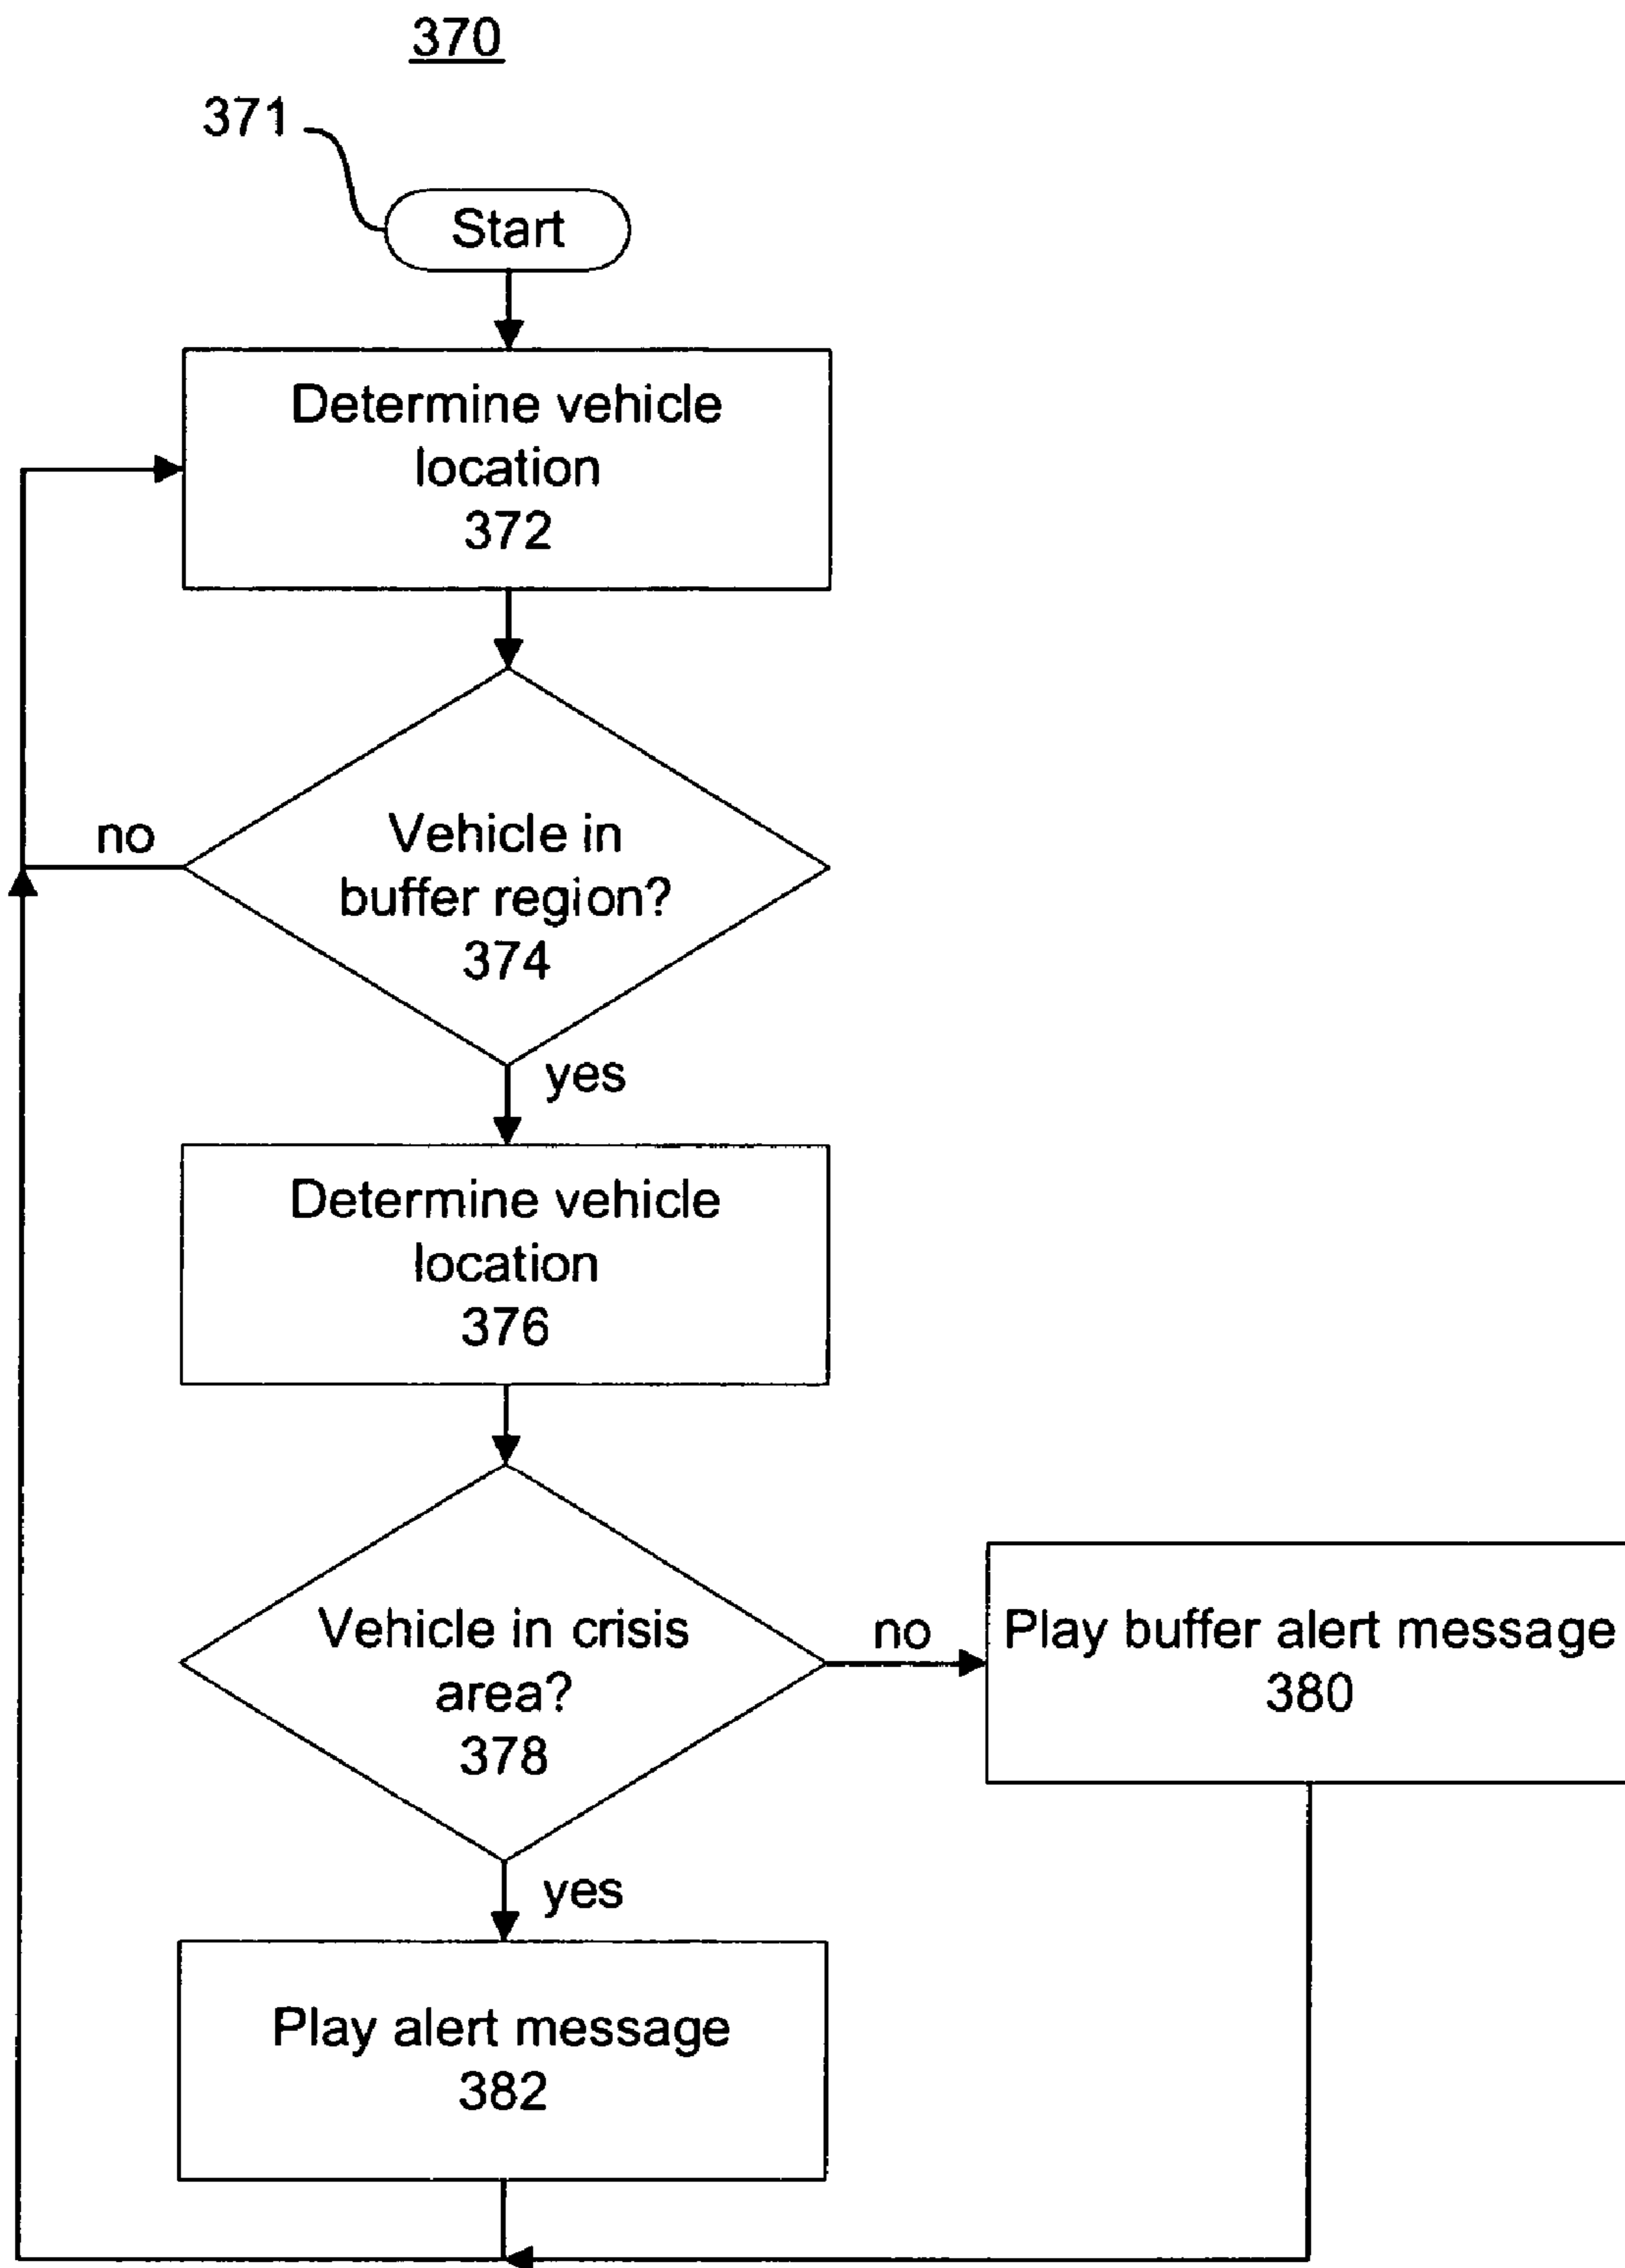 370
371
Start
Determine vehicle
location
372
no
Vehicle in
buffer region?
374
yes
Determine vehicle
location
376
Vehicle in crisis
area?
378
no
Play buffer alert message
380
yes
Play alert message
382